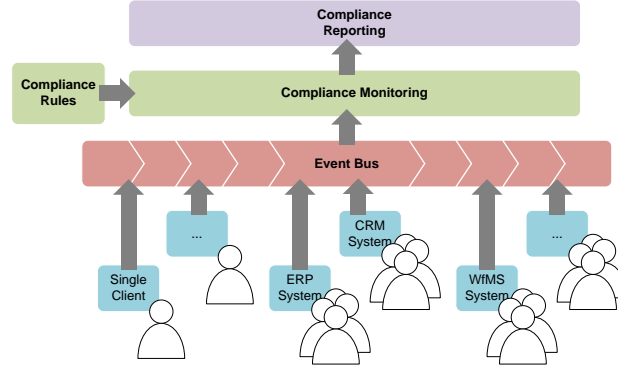 Compliance
Reporting
Compliance
Rules
Compliance Monitoring
Event Bus
...
CRM
System
...
Single
Client
ERP
System
WfMS
System